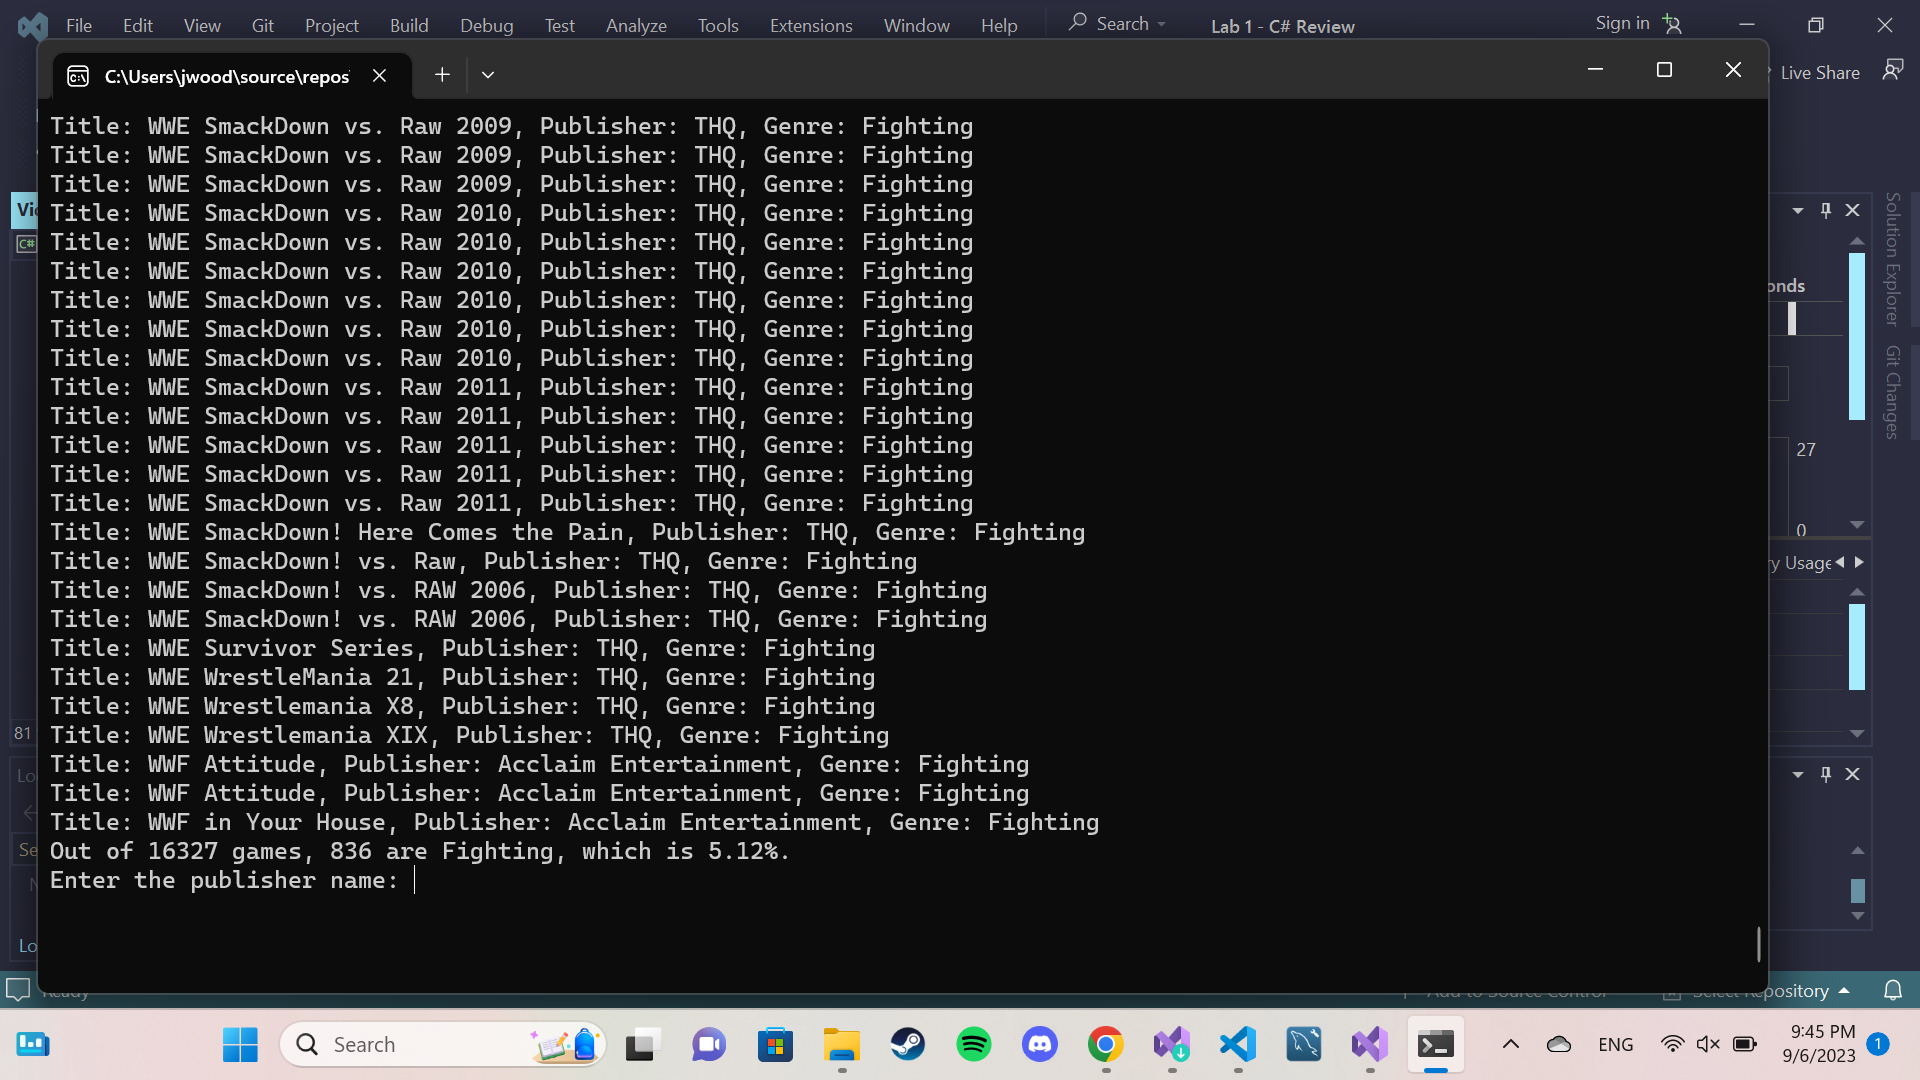 File Edit View Git Project Build Debug Test Analyze Tools Extensions Window Help Search Lab 1 - C# Review Sign in
C:\Users\jwood\source\repos
Live Share
Title: WWE SmackDown vs. Raw 2009, Publisher: THQ, Genre: Fighting
Title: WWE SmackDown vs. Raw 2009, Publisher: THQ, Genre: Fighting
Title: WWE SmackDown vs. Raw 2009, Publisher: THQ, Genre: Fighting
Title: WWE SmackDown vs. Raw 2010, Publisher: THQ, Genre: Fighting
Title: WWE SmackDown vs. Raw 2010, Publisher: THQ, Genre: Fighting
Title: WWE SmackDown vs. Raw 2010, Publisher: THQ, Genre: Fighting
Title: WWE SmackDown vs. Raw 2010, Publisher: THQ, Genre: Fighting
Title: WWE SmackDown vs. Raw 2010, Publisher: THQ, Genre: Fighting
Title: WWE SmackDown vs. Raw 2010, Publisher: THQ, Genre: Fighting
Title: WWE SmackDown vs. Raw 2011, Publisher: THQ, Genre: Fighting
Title: WWE SmackDown vs. Raw 2011, Publisher: THQ, Genre: Fighting
Title: WWE SmackDown vs. Raw 2011, Publisher: THQ, Genre: Fighting
Title: WWE SmackDown vs. Raw 2011, Publisher: THQ, Genre: Fighting
Title: WWE SmackDown vs. Raw 2011, Publisher: THQ, Genre: Fighting
Title: WWE SmackDown! Here Comes the Pain, Publisher: THQ, Genre: Fighting
Title: WWE SmackDown! vs. Raw, Publisher: THQ, Genre: Fighting
Title: WWE SmackDown! vs. RAW 2006, Publisher: THQ, Genre: Fighting
Title: WWE SmackDown! vs. RAW 2006, Publisher: THQ, Genre: Fighting
Title: WWE Survivor Series, Publisher: THQ, Genre: Fighting
Title: WWE WrestleMania 21, Publisher: THQ, Genre: Fighting
Title: WWE Wrestlemania X8, Publisher: THQ, Genre: Fighting
Title: WWE Wrestlemania XIX, Publisher: THQ, Genre: Fighting
Title: WWF Attitude, Publisher: Acclaim Entertainment, Genre: Fighting
Title: WWF Attitude, Publisher: Acclaim Entertainment, Genre: Fighting
Title: WWF in Your House, Publisher: Acclaim Entertainment, Genre: Fighting
Out of 16327 games, 836 are Fighting, which is 5.12%.
Enter the publisher name:
Vi
C#
81
Lo
Se
Lo
onds
27
0
ry Usage
Solution Explorer
Git Changes
Ready
Add to Source Control
Select Repository
Search
ENG
9:45 PM
9/6/2023
1